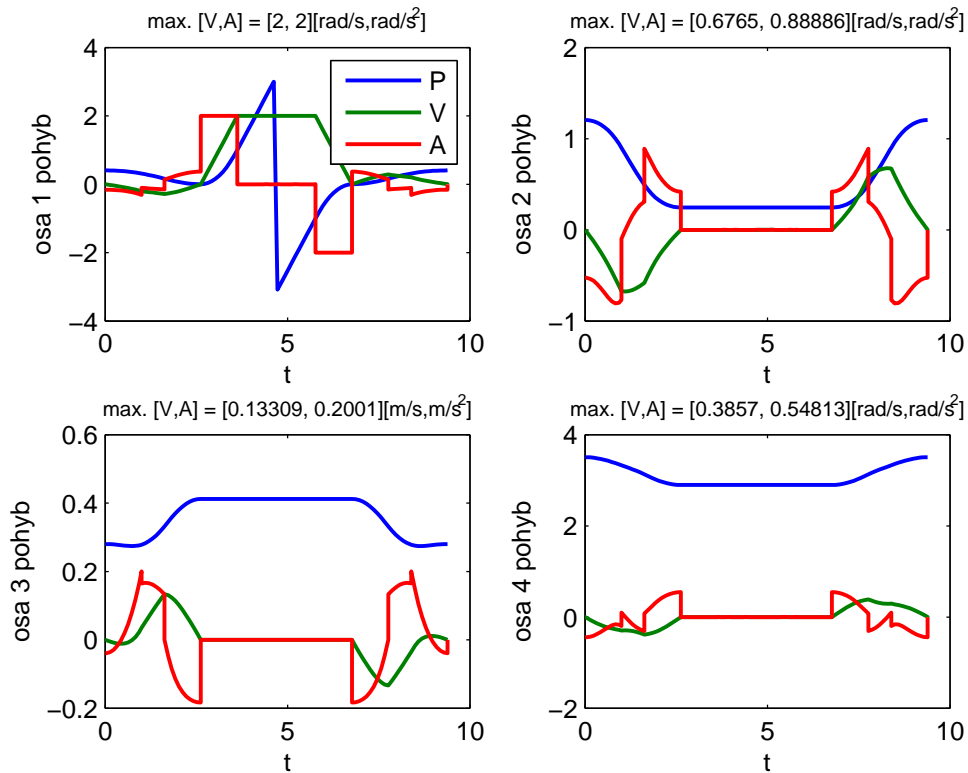 max. [V,A] = [2, 2][rad/s,rad/s²]
4
2
0
−2
−4
0
5
10
osa 1 pohyb
t
P
V
A
max. [V,A] = [0.6765, 0.88886][rad/s,rad/s²]
2
1
0
−1
0
5
10
osa 2 pohyb
t
max. [V,A] = [0.13309, 0.2001][m/s,m/s²]
0.6
0.4
0.2
0
−0.2
0
5
10
osa 3 pohyb
t
max. [V,A] = [0.3857, 0.54813][rad/s,rad/s²]
4
2
0
−2
0
5
10
osa 4 pohyb
t